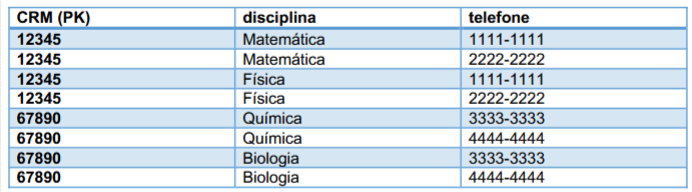 CRM (PK) disciplina telefone
12345 Matemática 1111-1111
12345 Matemática 2222-2222
12345 Física 1111-1111
12345 Física 2222-2222
67890 Química 3333-3333
67890 Química 4444-4444
67890 Biologia 3333-3333
67890 Biologia 4444-4444